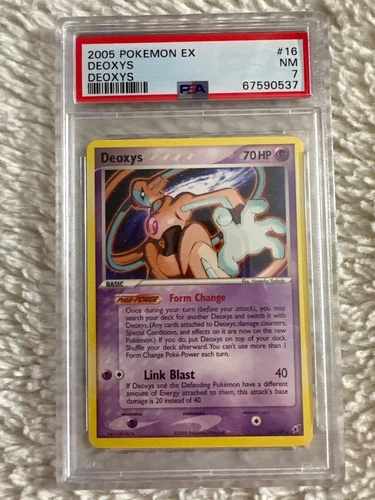 2005 POKEMON EX #16
DEOXYS NM
DEOXYS 7
PSA 67590537
Deoxys 70 HP
BASIC
Poké-POWER Form Change
Once during your turn (before your attack), you may
search your deck for another Deoxys and switch it with
Deoxys. (Any cards attached to Deoxys, damage counters,
Special Conditions, and effects on it are now on the new
Pokémon.) If you do, put Deoxys on top of your deck.
Shuffle your deck afterward. You can't use more than 1
Form Change Poké-Power each turn.
Link Blast 40
If Deoxys and the Defending Pokémon have a different
amount of Energy attached to them, this attack's base
damage is 20 instead of 40.